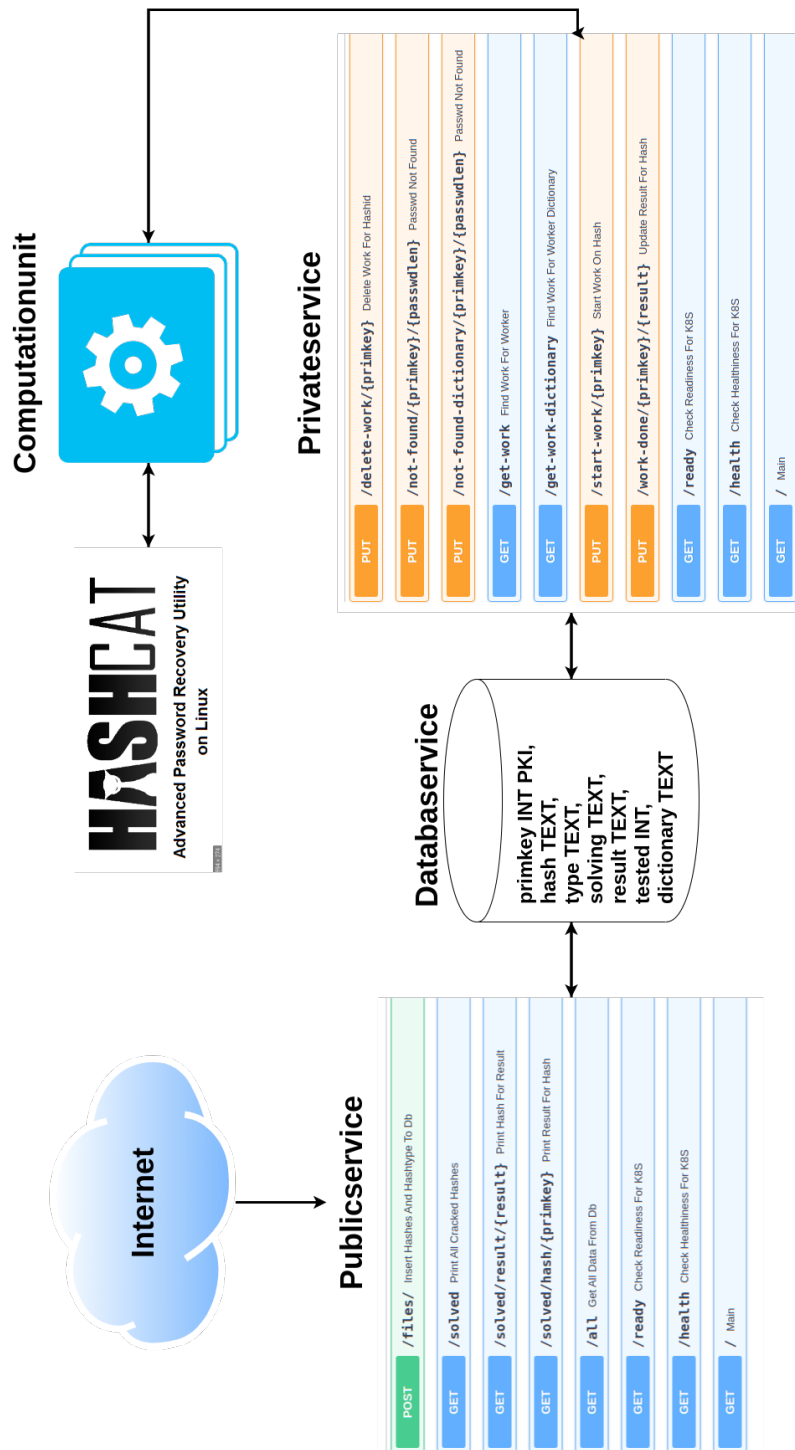 Internet
Publicservice
POST /files/ Insert Hashes And Hashtype To Db
GET /solved Print All Cracked Hashes
GET /solved/result/{result} Print Hash For Result
GET /solved/hash/{primkey} Print Result For Hash
GET /all Get All Data From Db
GET /ready Check Readiness For K8S
GET /health Check Healthiness For K8S
GET / Main
HASHCAT
Advanced Password Recovery Utility
on Linux
Databaservice
primkey INT PKI,
hash TEXT,
type TEXT,
solving TEXT,
result TEXT,
tested INT,
dictionary TEXT
Computationunit
Privateservice
PUT /delete-work/{primkey} Delete Work For Hashid
PUT /not-found/{primkey}/{passwdlen} Passwd Not Found
PUT /not-found-dictionary/{primkey}/{passwdlen} Passwd Not Found
GET /get-work Find Work For Worker
GET /get-work-dictionary Find Work For Worker Dictionary
PUT /start-work/{primkey} Start Work On Hash
PUT /work-done/{primkey}/{result} Update Result For Hash
GET /ready Check Readiness For K8S
GET /health Check Healthiness For K8S
GET / Main